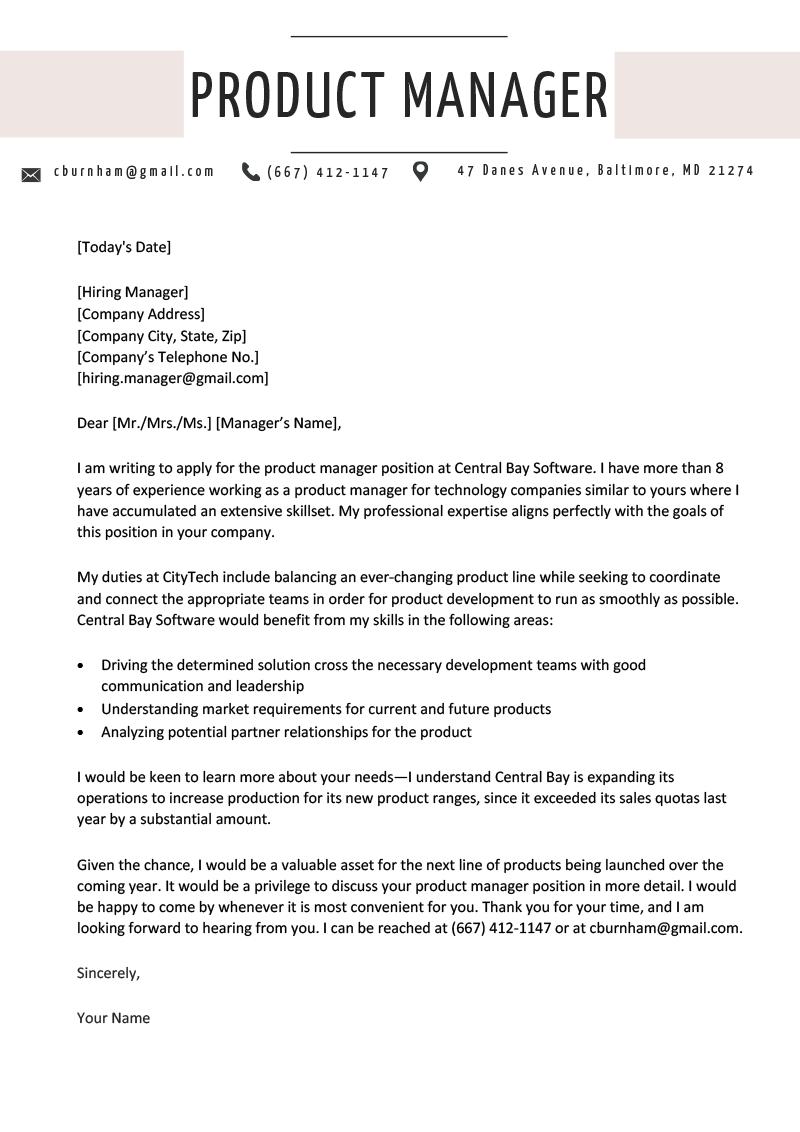 PRODUCT MANAGER
cburnham@gmail.com (667) 412-1147 47 Danes Avenue, Baltimore, MD 21274
[Today's Date]
[Hiring Manager]
[Company Address]
[Company City, State, Zip]
[Company’s Telephone No.]
[hiring.manager@gmail.com]
Dear [Mr./Mrs./Ms.] [Manager’s Name],
I am writing to apply for the product manager position at Central Bay Software. I have more than 8
years of experience working as a product manager for technology companies similar to yours where I
have accumulated an extensive skillset. My professional expertise aligns perfectly with the goals of
this position in your company.
My duties at CityTech include balancing an ever-changing product line while seeking to coordinate
and connect the appropriate teams in order for product development to run as smoothly as possible.
Central Bay Software would benefit from my skills in the following areas:
• Driving the determined solution cross the necessary development teams with good
communication and leadership
• Understanding market requirements for current and future products
• Analyzing potential partner relationships for the product
I would be keen to learn more about your needs—I understand Central Bay is expanding its
operations to increase production for its new product ranges, since it exceeded its sales quotas last
year by a substantial amount.
Given the chance, I would be a valuable asset for the next line of products being launched over the
coming year. It would be a privilege to discuss your product manager position in more detail. I would
be happy to come by whenever it is most convenient for you. Thank you for your time, and I am
looking forward to hearing from you. I can be reached at (667) 412-1147 or at cburnham@gmail.com.
Sincerely,
Your Name